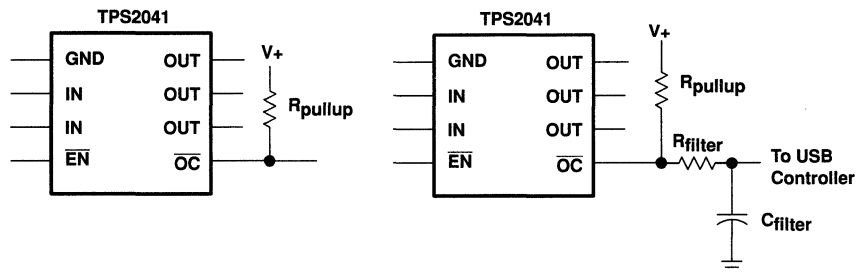 TPS2041
GND OUT
IN OUT
IN OUT
EN OC
V+
Rpullup
TPS2041
GND OUT
IN OUT
IN OUT
EN OC
V+
Rpullup
Rfilter
To USB
Controller
Cfilter